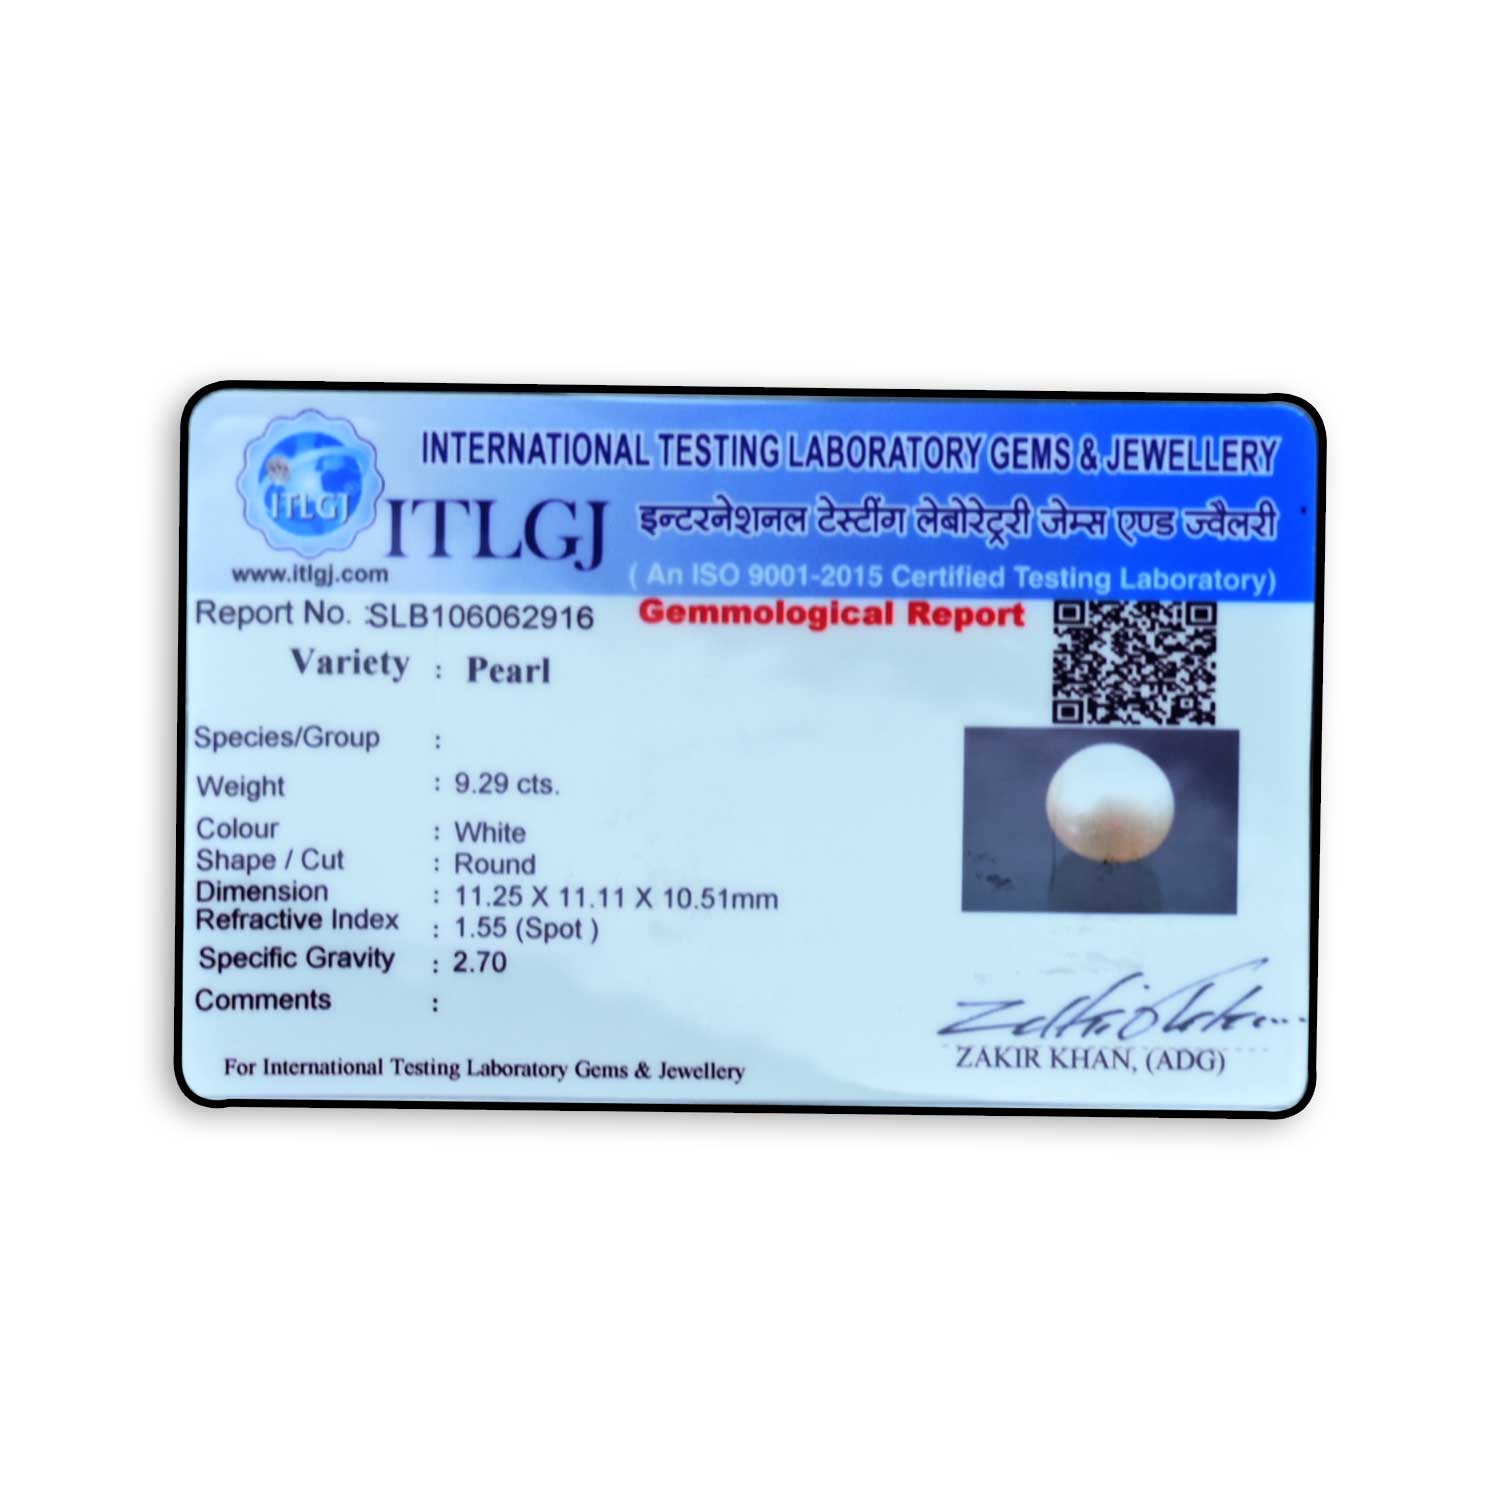 INTERNATIONAL TESTING LABORATORY GEMS & JEWELLERY
ITLGJ
ITLGJ
इन्टरनेशनल टेस्टींग लेबोरेट्री जेम्स एण्ड ज्वैलरी
www.itlgj.com
( An ISO 9001-2015 Certified Testing Laboratory)
Report No. :SLB106062916
Gemmological Report
Variety : Pearl
Species/Group :
Weight : 9.29 cts.
Colour : White
Shape / Cut : Round
Dimension : 11.25 X 11.11 X 10.51mm
Refractive Index : 1.55 (Spot )
Specific Gravity : 2.70
Comments :
ZAKIR KHAN, (ADG)
For International Testing Laboratory Gems & Jewellery